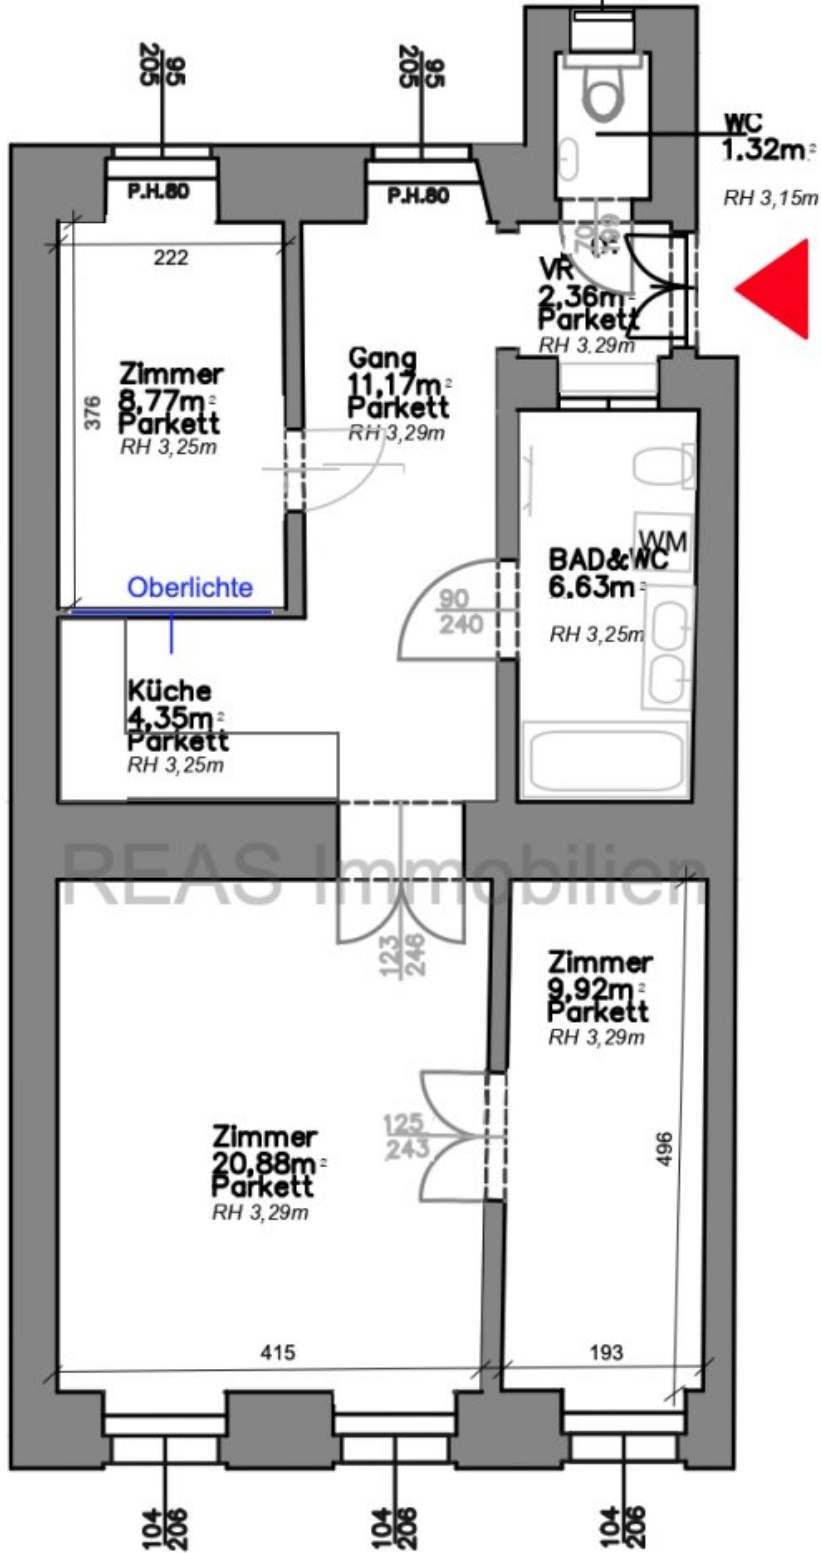 95
205
95
205
P.H.80
P.H.80
WC
1.32m²
RH 3,15m
222
70
VR
2,36m²
Parkett
RH 3,29m
Zimmer
8,77m²
Parkett
RH 3,25m
376
Gang
11,17m²
Parkett
RH 3,29m
WM
BAD&WC
6.63m²
RH 3,25m
Oberlichte
90
240
Küche
4,35m²
Parkett
RH 3,25m
REAS Immobilien
123
246
Zimmer
9,92m²
Parkett
RH 3,29m
125
243
496
Zimmer
20,88m²
Parkett
RH 3,29m
415
193
104
206
104
206
104
206